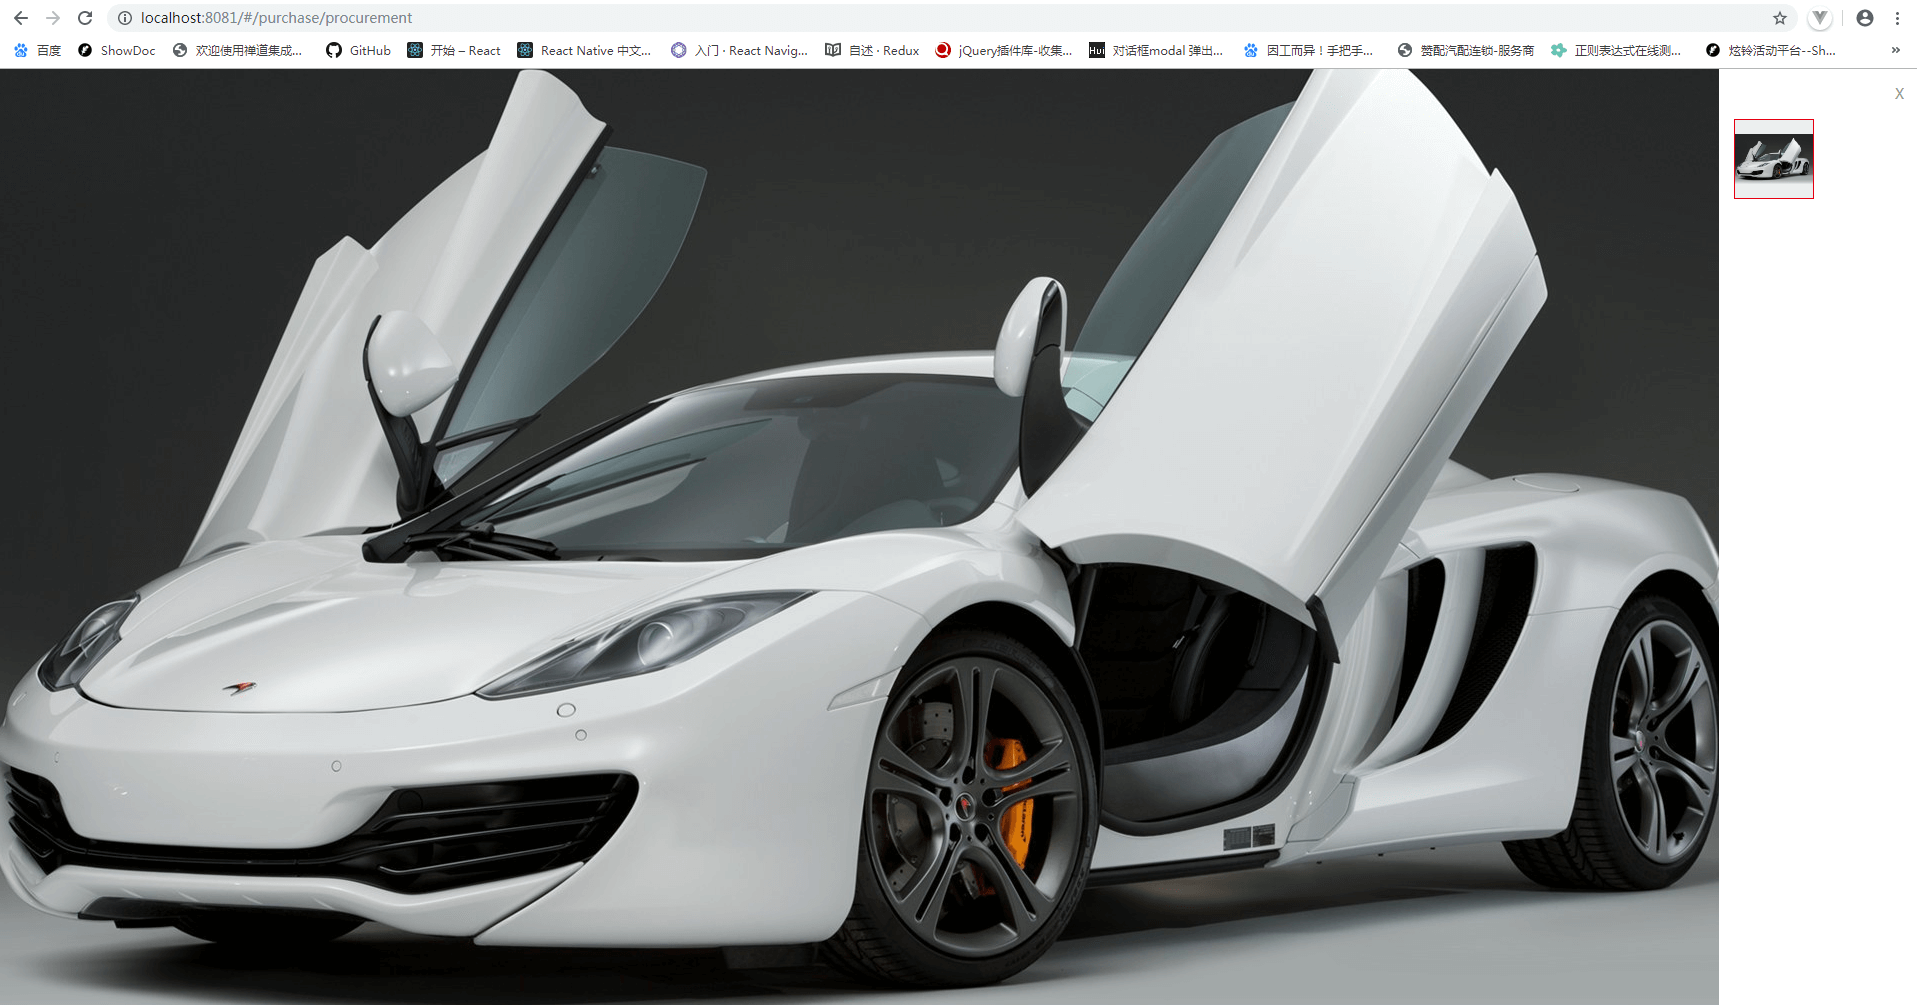 localhost:8081/#/purchase/procurement
百度
ShowDoc
欢迎使用禅道集成...
GitHub
开始 – React
React Native 中文...
入门 · React Navig...
自述 · Redux
jQuery插件库-收集...
对话框modal 弹出...
因工而异！手把手...
赞配汽配连锁-服务商
正则表达式在线测...
炫铃活动平台--Sh...
»
X